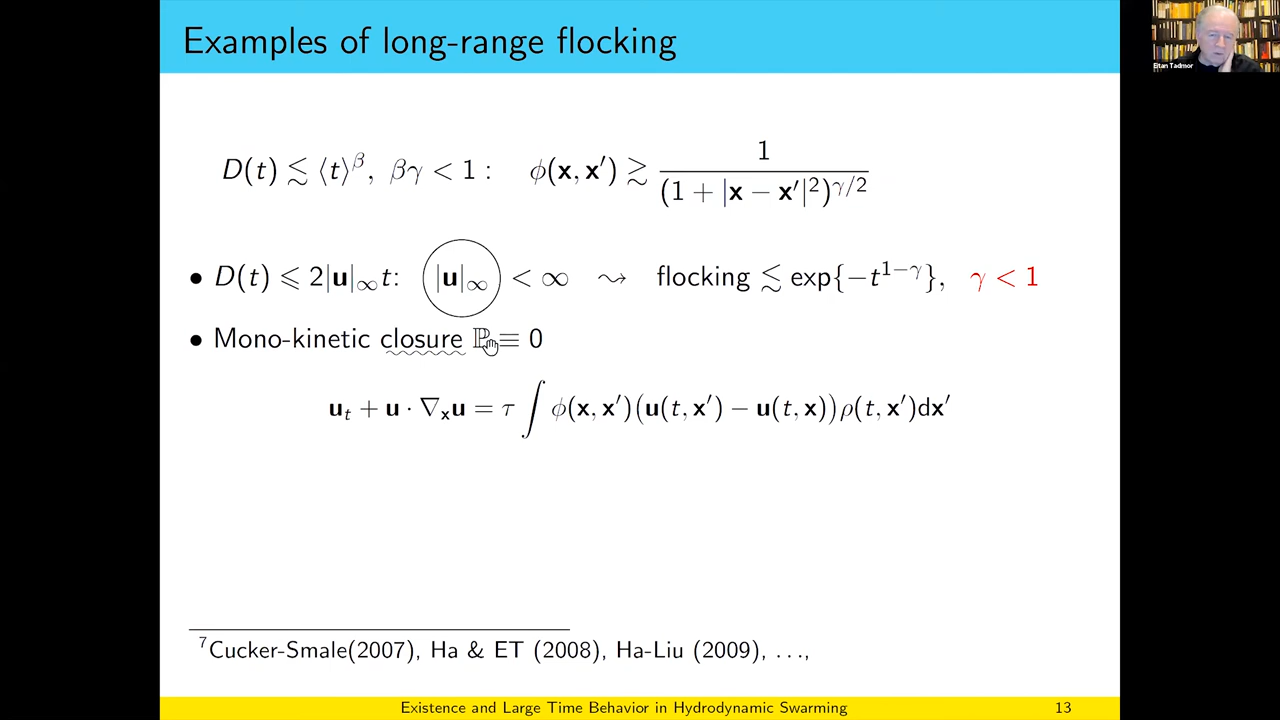 Examples of long-range flocking
Eitan Tadmor
D(t) ≲ ⟨t⟩^β, βγ < 1 : ϕ(x, x′) ≳ 1 / (1 + |x − x′|²)^{γ/2}
• D(t) ⩽ 2|u|_∞ t: |u|_∞ < ∞ ⇝ flocking ≲ exp{−t^{1−γ}}, γ < 1
• Mono-kinetic closure ℙ ≡ 0
u_t + u · ∇_x u = τ ∫ ϕ(x, x′)(u(t, x′) − u(t, x))ρ(t, x′)dx′
⁷Cucker-Smale(2007), Ha & ET (2008), Ha-Liu (2009), ...,
Existence and Large Time Behavior in Hydrodynamic Swarming 13